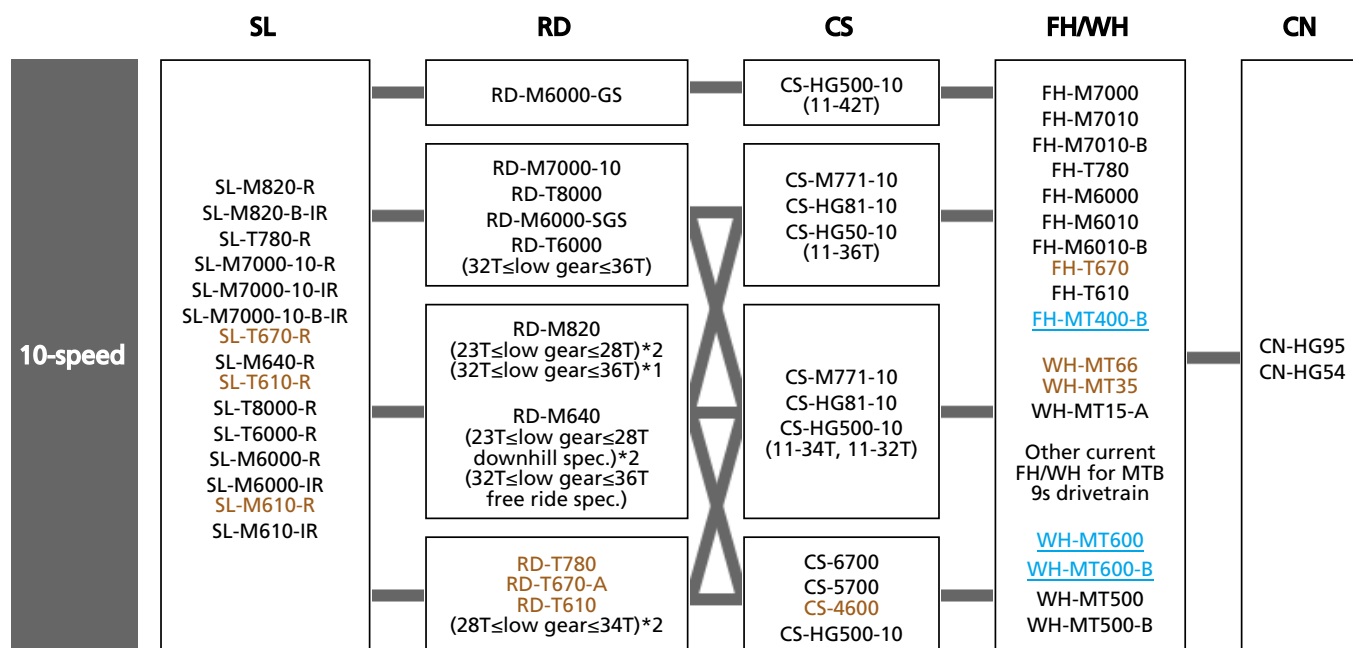 SL
RD
CS
FH/WH
CN
10-speed
SL-M820-R
SL-M820-B-IR
SL-T780-R
SL-M7000-10-R
SL-M7000-10-IR
SL-M7000-10-B-IR
SL-T670-R
SL-M640-R
SL-T610-R
SL-T8000-R
SL-T6000-R
SL-M6000-R
SL-M6000-IR
SL-M610-R
SL-M610-IR
RD-M6000-GS
RD-M7000-10
RD-T8000
RD-M6000-SGS
RD-T6000
(32T≤low gear≤36T)
RD-M820
(23T≤low gear≤28T)*2
(32T≤low gear≤36T)*1
RD-M640
(23T≤low gear≤28T
downhill spec.)*2
(32T≤low gear≤36T
free ride spec.)
RD-T780
RD-T670-A
RD-T610
(28T≤low gear≤34T)*2
CS-HG500-10
(11-42T)
CS-M771-10
CS-HG81-10
CS-HG50-10
(11-36T)
CS-M771-10
CS-HG81-10
CS-HG500-10
(11-34T, 11-32T)
CS-6700
CS-5700
CS-4600
CS-HG500-10
FH-M7000
FH-M7010
FH-M7010-B
FH-T780
FH-M6000
FH-M6010
FH-M6010-B
FH-T670
FH-T610
FH-MT400-B
WH-MT66
WH-MT35
WH-MT15-A
Other current
FH/WH for MTB
9s drivetrain
WH-MT600
WH-MT600-B
WH-MT500
WH-MT500-B
CN-HG95
CN-HG54